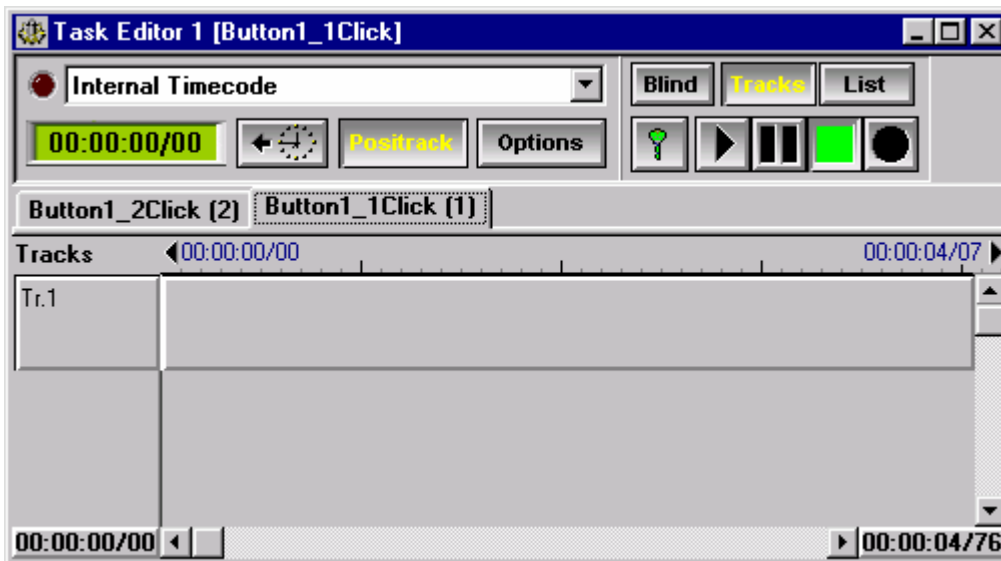 Task Editor 1 [Button1_1Click]
Internal Timecode
Blind Tracks List
00:00:00/00 Positrack Options
Button1_2Click (2) Button1_1Click (1)
Tracks 00:00:00/00 00:00:04/07
Tr.1
00:00:00/00 00:00:04/76